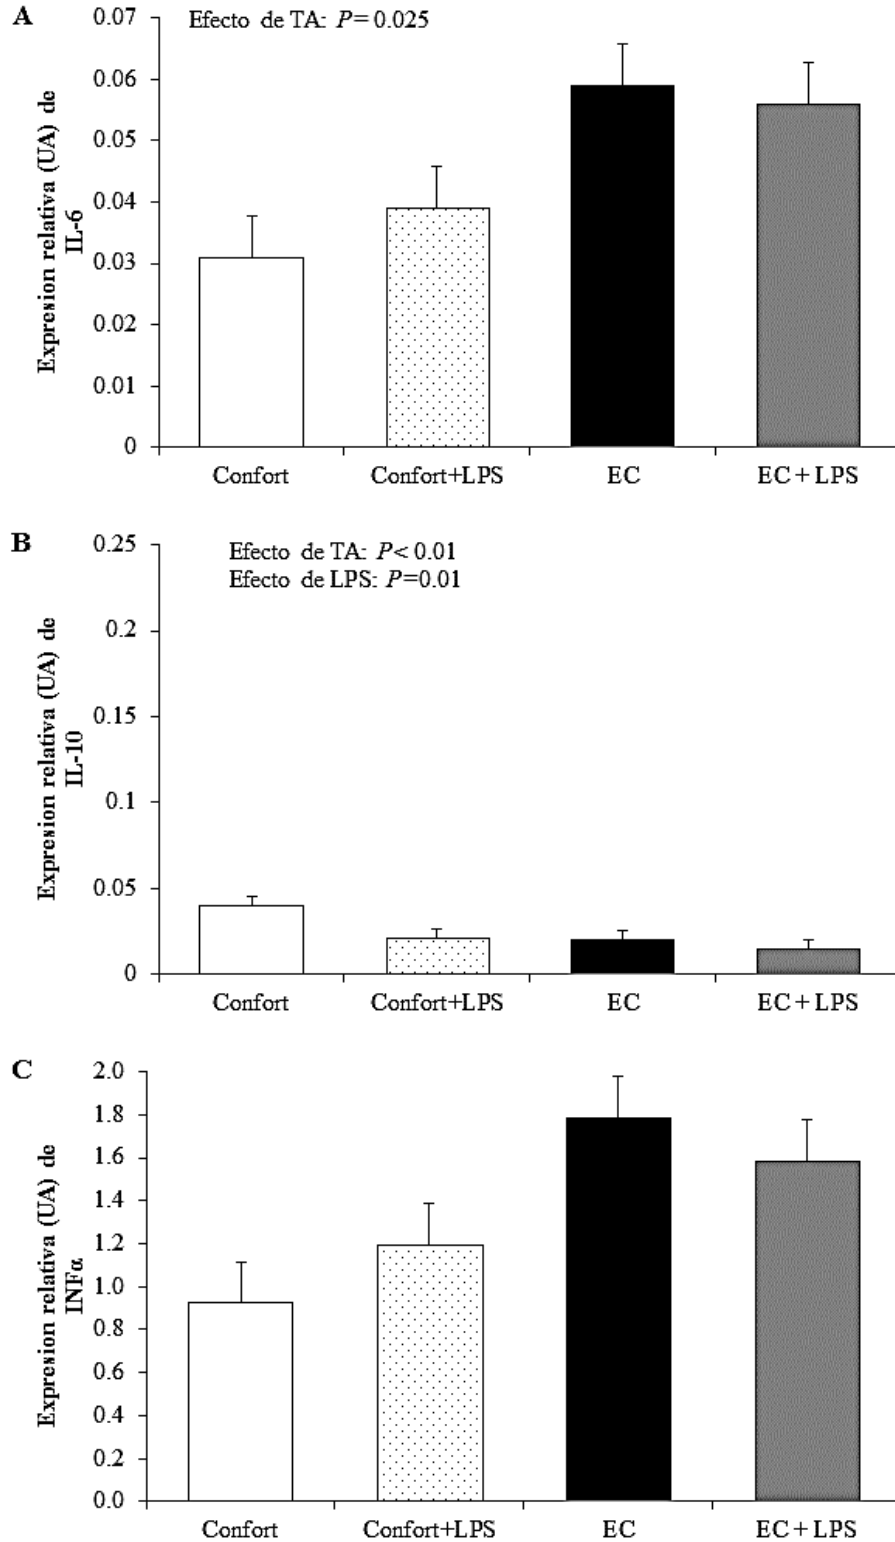 A
Efecto de TA: P= 0.025
Expresion relativa (UA) de
IL-6
0.07
0.06
0.05
0.04
0.03
0.02
0.01
0
Confort Confort+LPS EC EC + LPS
B
Efecto de TA: P< 0.01
Efecto de LPS: P=0.01
Expresion relativa (UA) de
IL-10
0.25
0.2
0.15
0.1
0.05
0
Confort Confort+LPS EC EC + LPS
C
Expresion relativa (UA) de
INFα
2.0
1.8
1.6
1.4
1.2
1.0
0.8
0.6
0.4
0.2
0.0
Confort Confort+LPS EC EC + LPS